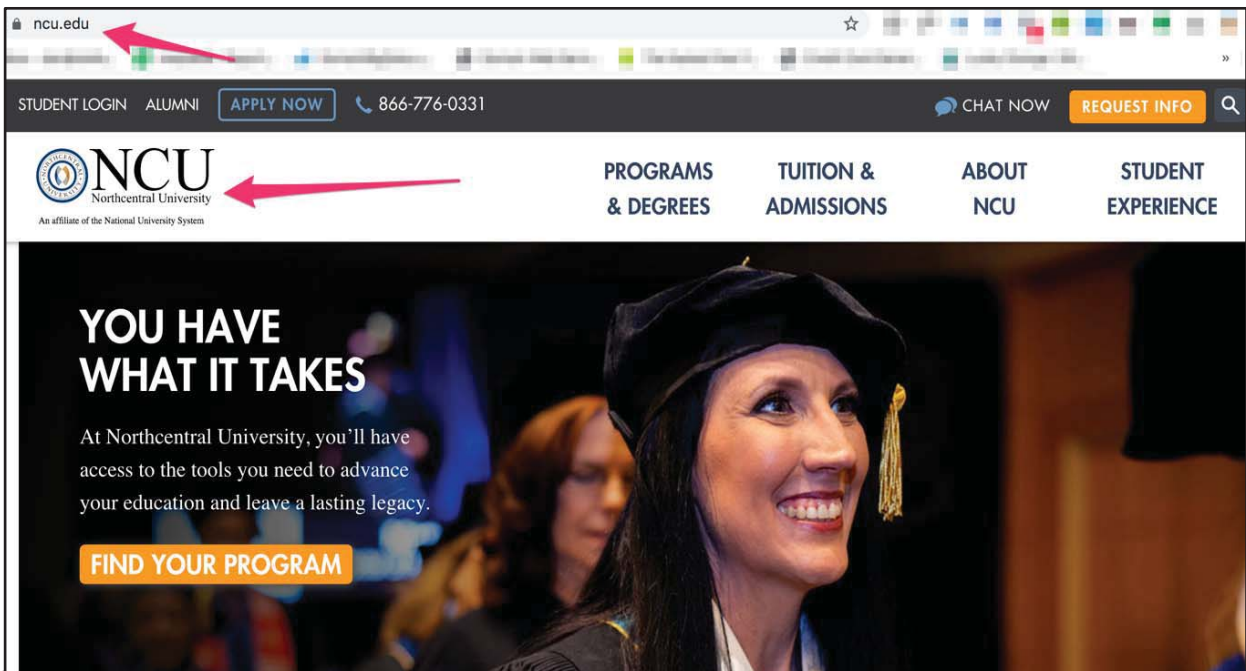 ncu.edu
»
STUDENT LOGIN ALUMNI APPLY NOW 866-776-0331 CHAT NOW REQUEST INFO
NCU
Northcentral University
An affiliate of the National University System
PROGRAMS
& DEGREES
TUITION &
ADMISSIONS
ABOUT
NCU
STUDENT
EXPERIENCE
YOU HAVE
WHAT IT TAKES
At Northcentral University, you’ll have
access to the tools you need to advance
your education and leave a lasting legacy.
FIND YOUR PROGRAM